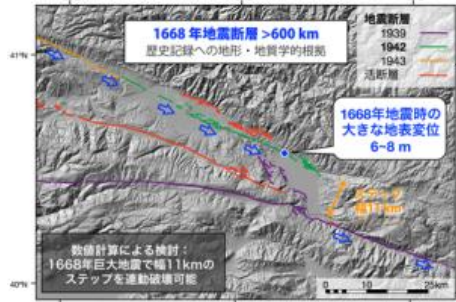 1668 年地震断層 >600 km
歴史記録への地形・地質学的根拠
地震断層
1939
1942
1943
活断層
41°N
1668年地震時の
大きな地表変位
6~8 m
ステップ
幅11km
数値計算による検討：
1668年巨大地震で幅11kmの
ステップを連動破壊可能
40°N
0
10
25km